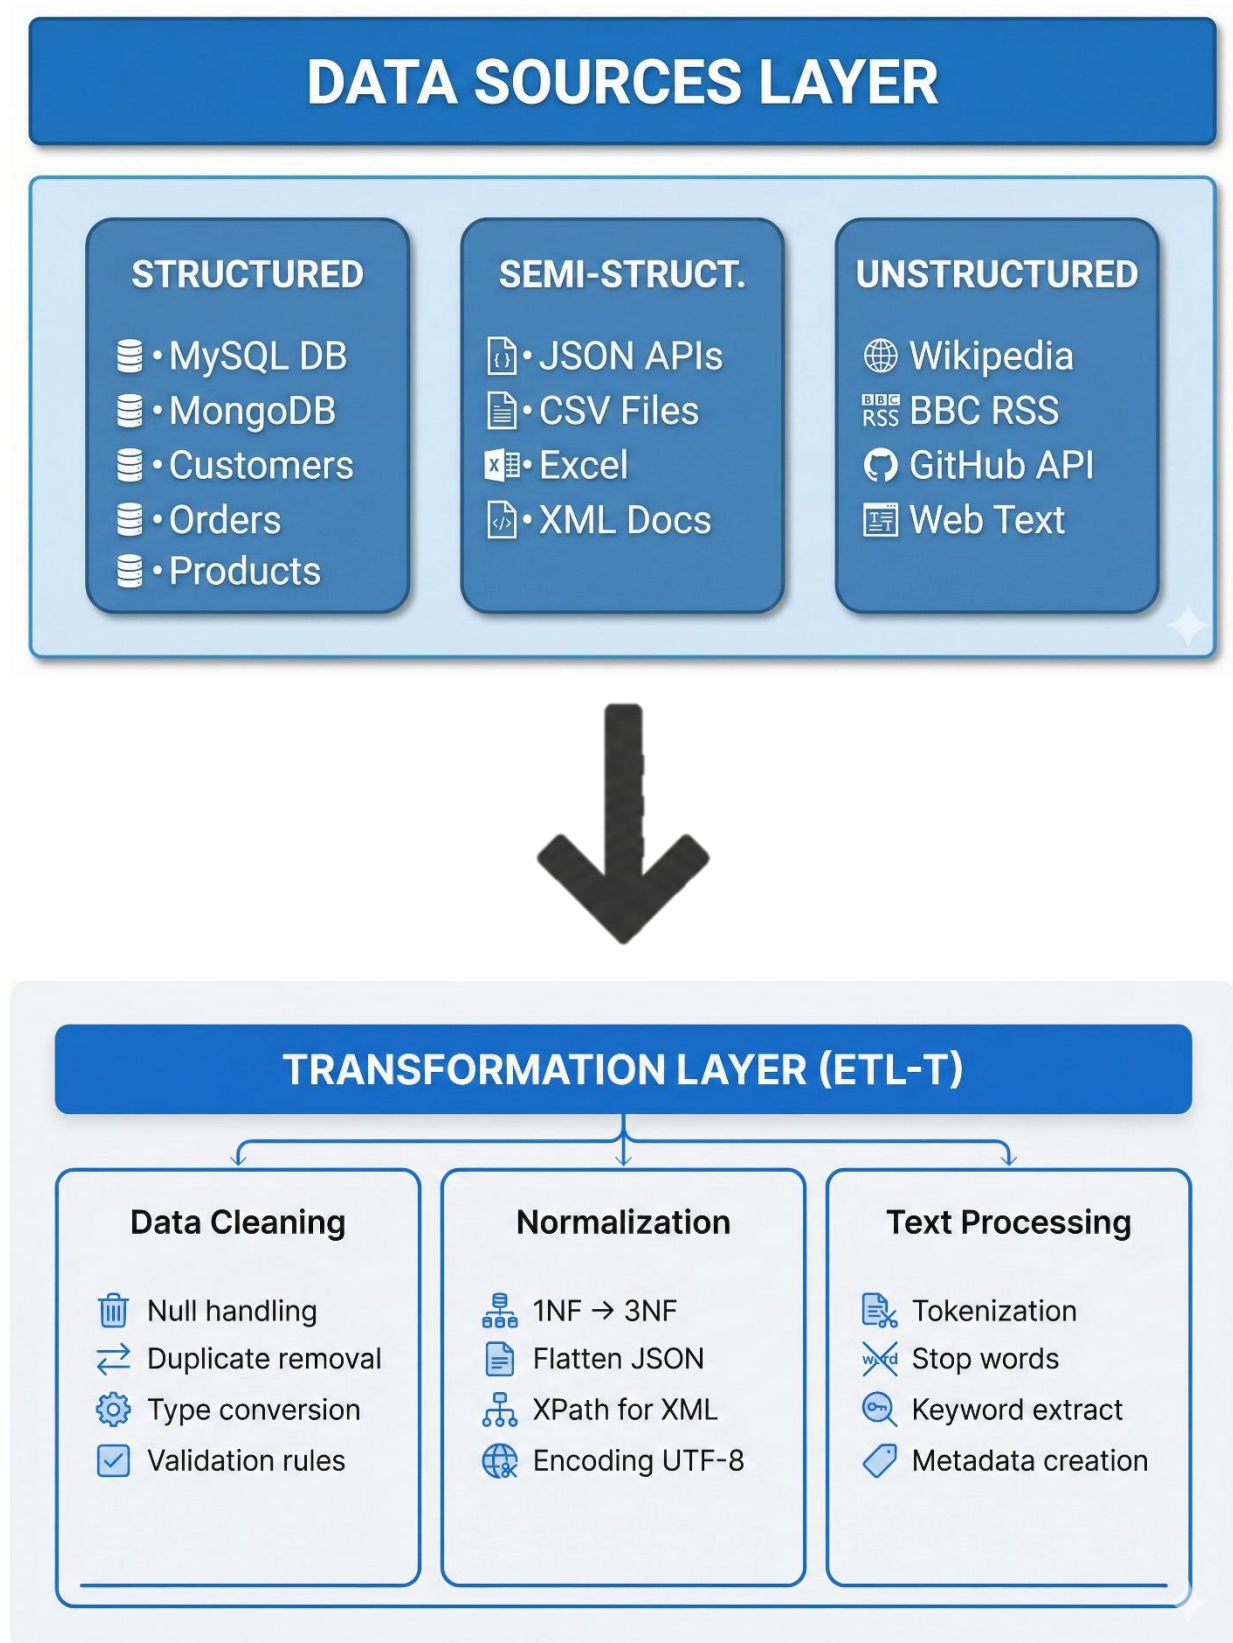 DATA SOURCES LAYER
STRUCTURED
• MySQL DB
• MongoDB
• Customers
• Orders
• Products
SEMI-STRUCT.
{} • JSON APIs
• CSV Files
X • Excel
</> • XML Docs
UNSTRUCTURED
Wikipedia
BBC RSS BBC RSS
GitHub API
Web Text
TRANSFORMATION LAYER (ETL-T)
Data Cleaning
Null handling
Duplicate removal
Type conversion
Validation rules
Normalization
1NF → 3NF
Flatten JSON
XPath for XML
Encoding UTF-8
Text Processing
Tokenization
word Stop words
Keyword extract
Metadata creation